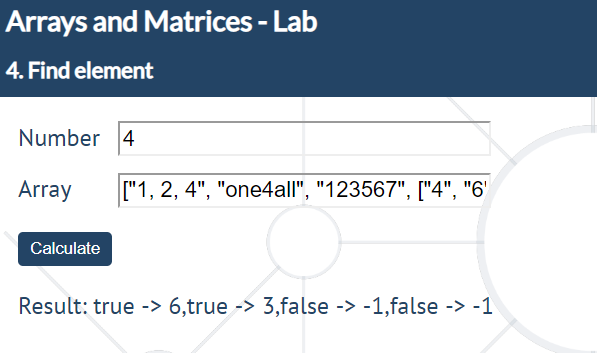 Arrays and Matrices - Lab
4. Find element
Number 4
Array ["1, 2, 4", "one4all", "123567", ["4", "6"
Calculate
Result: true -> 6,true -> 3,false -> -1,false -> -1